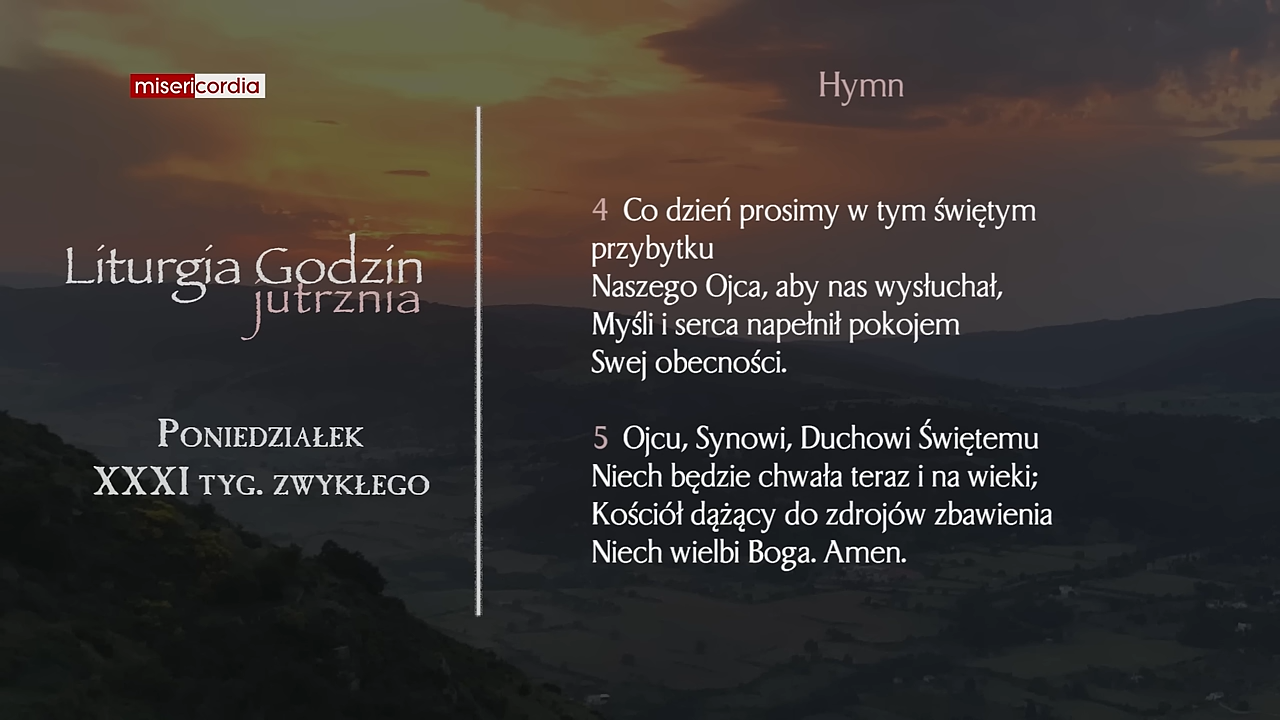 misericordia
Liturgia Godzin
jutrznia
Poniedziałek
XXXI tyg. zwykłego
Hymn
4 Co dzień prosimy w tym świętym
przybytku
Naszego Ojca, aby nas wysłuchał,
Myśli i serca napełnił pokojem
Swej obecności.
5 Ojcu, Synowi, Duchowi Świętemu
Niech będzie chwała teraz i na wieki;
Kościół dążący do zdrojów zbawienia
Niech wielbi Boga. Amen.